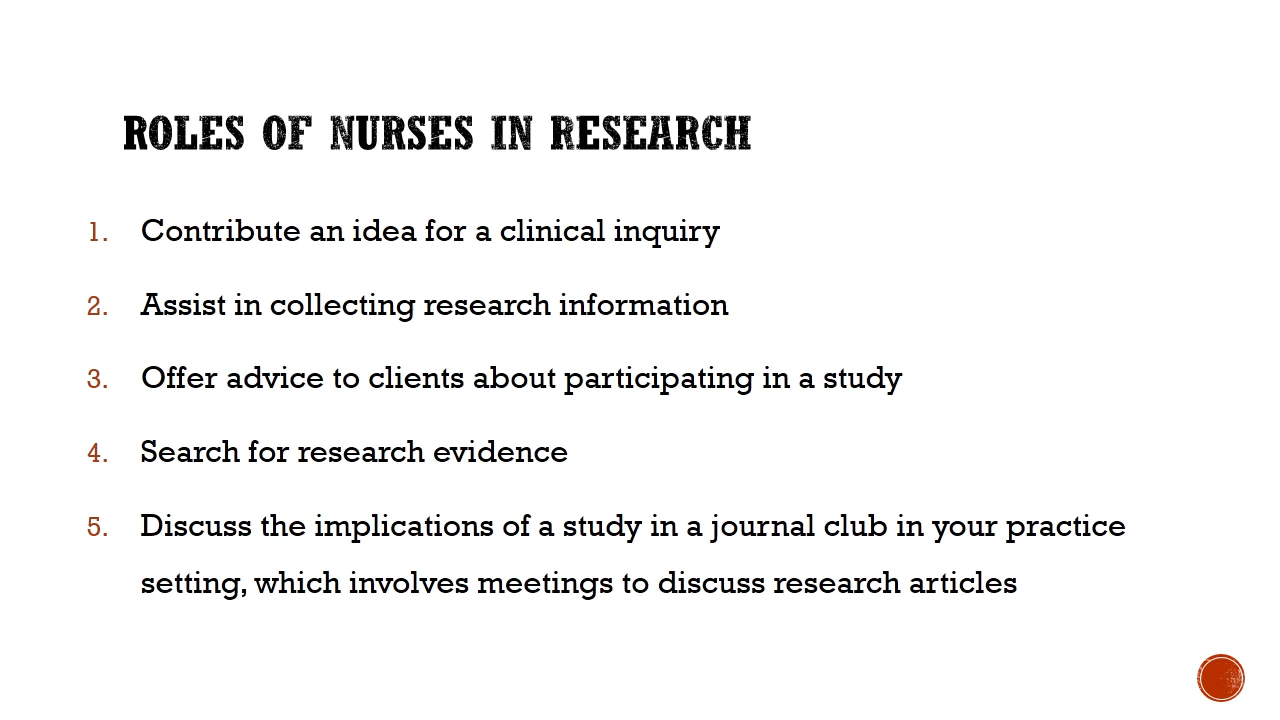 ROLES OF NURSES IN RESEARCH
1. Contribute an idea for a clinical inquiry
2. Assist in collecting research information
3. Offer advice to clients about participating in a study
4. Search for research evidence
5. Discuss the implications of a study in a journal club in your practice
setting, which involves meetings to discuss research articles